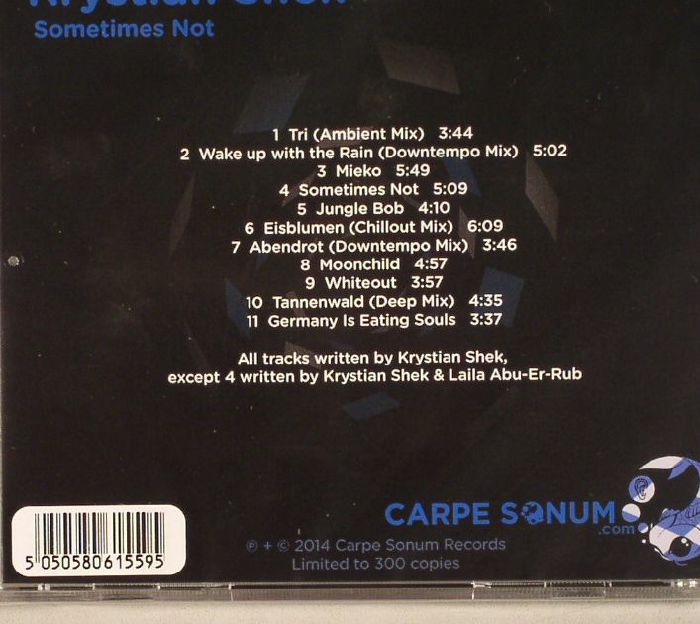 Krystian Shek
Sometimes Not
1 Tri (Ambient Mix) 3:44
2 Wake up with the Rain (Downtempo Mix) 5:02
3 Mieko 5:49
4 Sometimes Not 5:09
5 Jungle Bob 4:10
6 Eisblumen (Chillout Mix) 6:09
7 Abendrot (Downtempo Mix) 3:46
8 Moonchild 4:57
9 Whiteout 3:57
10 Tannenwald (Deep Mix) 4:35
11 Germany Is Eating Souls 3:37
All tracks written by Krystian Shek,
except 4 written by Krystian Shek & Laila Abu-Er-Rub
CARPE SONUM
.com
℗ + © 2014 Carpe Sonum Records
Limited to 300 copies
5 050580 615595